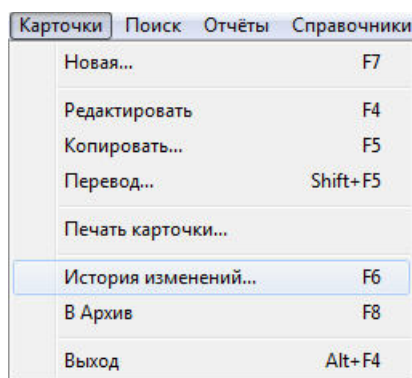 Карточки Поиск Отчёты Справочники
Новая... F7
Редактировать F4
Копировать... F5
Перевод... Shift+F5
Печать карточки...
История изменений... F6
В Архив F8
Выход Alt+F4